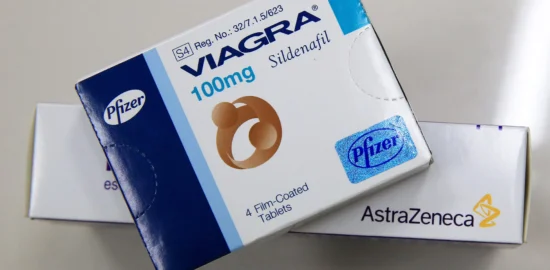 S4 Reg. No.: 32/7.1.5/623
VIAGRA®
100mg Sildenafil
Pfizer
Pfizer
4 Film-Coated
Tablets
AstraZeneca